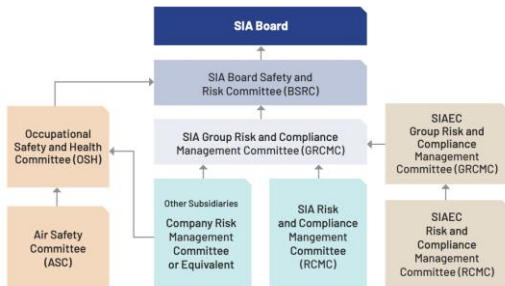 SIA Board
SIA Board Safety and
Risk Committee (BSRC)
Occupational
Safety and Health
Committee (OSH)
SIA Group Risk and Compliance
Management Committee (GRCMC)
SIAEC
Group Risk and
Compliance
Management
Committee (GRCMC)
Air Safety
Committee
(ASC)
Other Subsidiaries
Company Risk
Management
Committee
or Equivalent
SIA Risk
and Compliance
Mangement
Committee
(RCMC)
SIAEC
Risk and
Compliance
Management
Committee (RCMC)